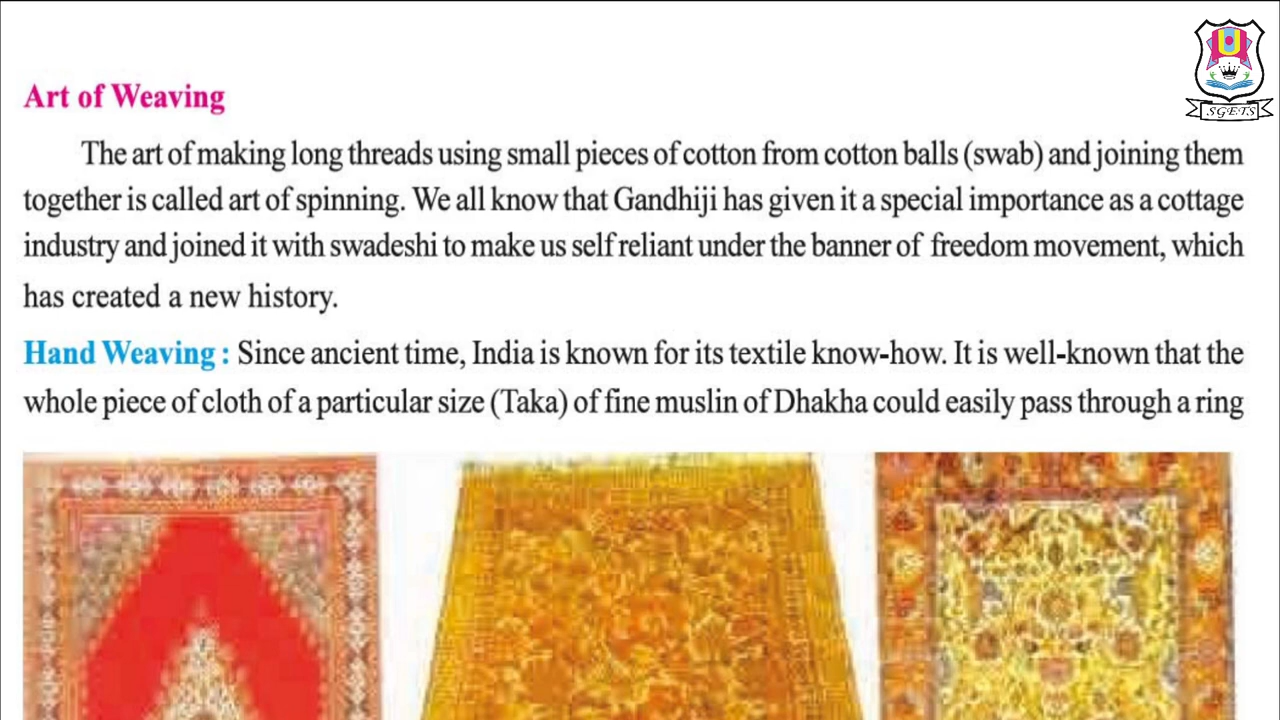 SGETS
Art of Weaving
The art of making long threads using small pieces of cotton from cotton balls (swab) and joining them
together is called art of spinning. We all know that Gandhiji has given it a special importance as a cottage
industry and joined it with swadeshi to make us self reliant under the banner of freedom movement, which
has created a new history.
Hand Weaving : Since ancient time, India is known for its textile know-how. It is well-known that the
whole piece of cloth of a particular size (Taka) of fine muslin of Dhakha could easily pass through a ring